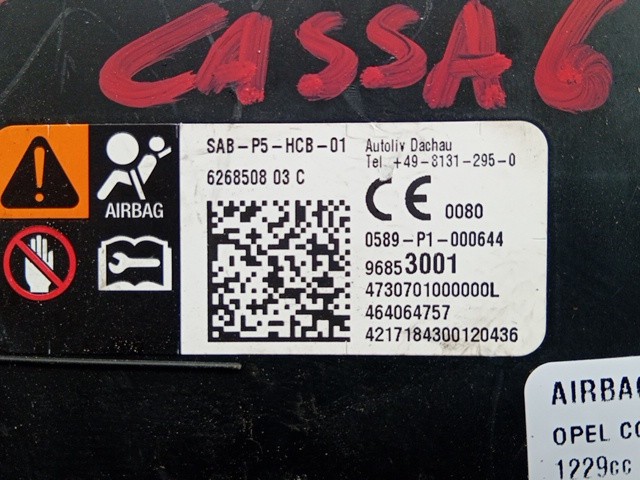 CASSA 6
SAB-P5-HCB-01
6268508 03 C
AIRBAG
Autoliv Dachau
Tel. +49-8131-295-0
CE 0080
0589-P1-000644
96853001
4730701000000L
464064757
4217184300120436
AIRBAG
OPEL CO
1229cc